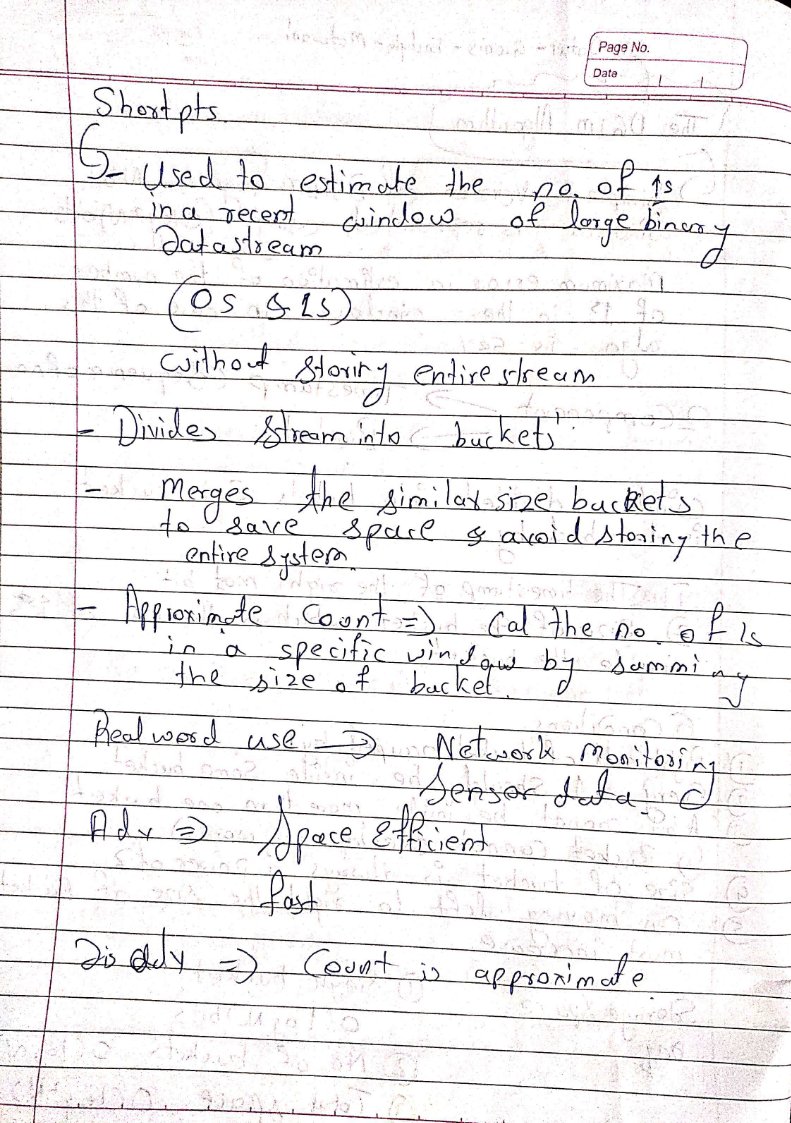 Page No.
Date
Short pts.
- Used to estimate the no. of 1s
in a recent window of large binary
datastream
(0s & 1s)
without storing entire stream
- Divides stream into buckets
- Merges the similar size buckets
to save space & avoid storing the
entire system.
- Approximate Count => Cal the no. of 1s
in a specific window by summing
the size of bucket.
Real word use -> Network Monitoring
Sensor data
Adv => Space Efficient
fast
Dis adv => Count is approximate.